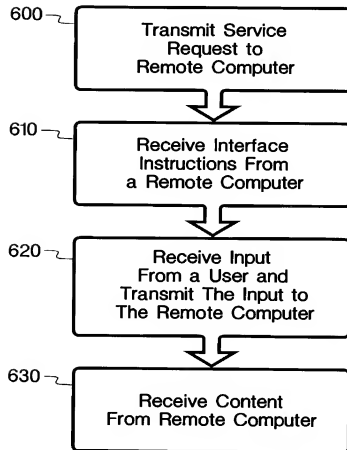 600
Transmit Service
Request to
Remote Computer
610
Receive Interface
Instructions From
a Remote Computer
620
Receive Input
From a User and
Transmit The Input to
The Remote Computer
630
Receive Content
From Remote Computer